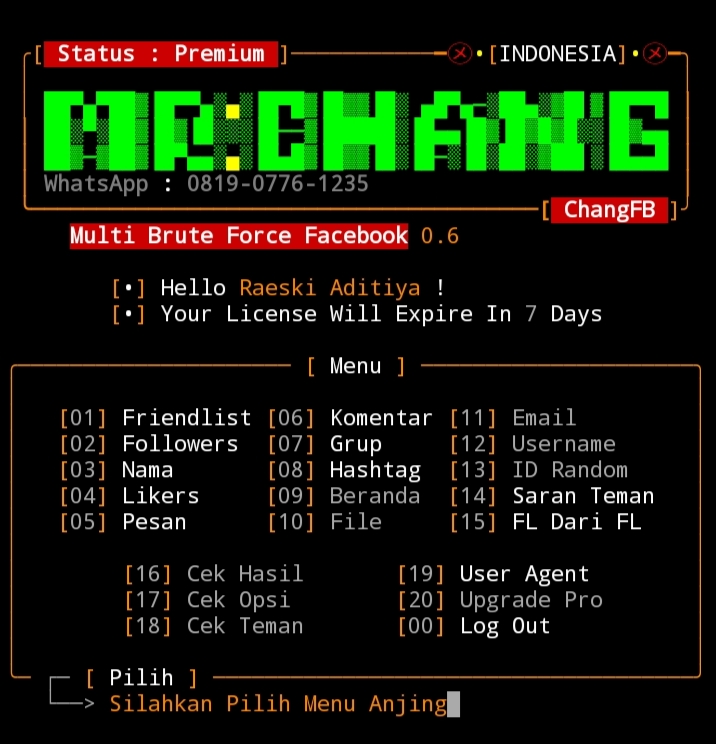 [ Status : Premium ] •[INDONESIA]•
MR:CHANG
WhatsApp : 0819-0776-1235
[ ChangFB ]
Multi Brute Force Facebook 0.6
[•] Hello Raeski Aditiya !
[•] Your License Will Expire In 7 Days
[ Menu ]
[01] Friendlist [06] Komentar [11] Email
[02] Followers [07] Grup [12] Username
[03] Nama [08] Hashtag [13] ID Random
[04] Likers [09] Beranda [14] Saran Teman
[05] Pesan [10] File [15] FL Dari FL
[16] Cek Hasil [19] User Agent
[17] Cek Opsi [20] Upgrade Pro
[18] Cek Teman [00] Log Out
[ Pilih ]
> Silahkan Pilih Menu Anjing